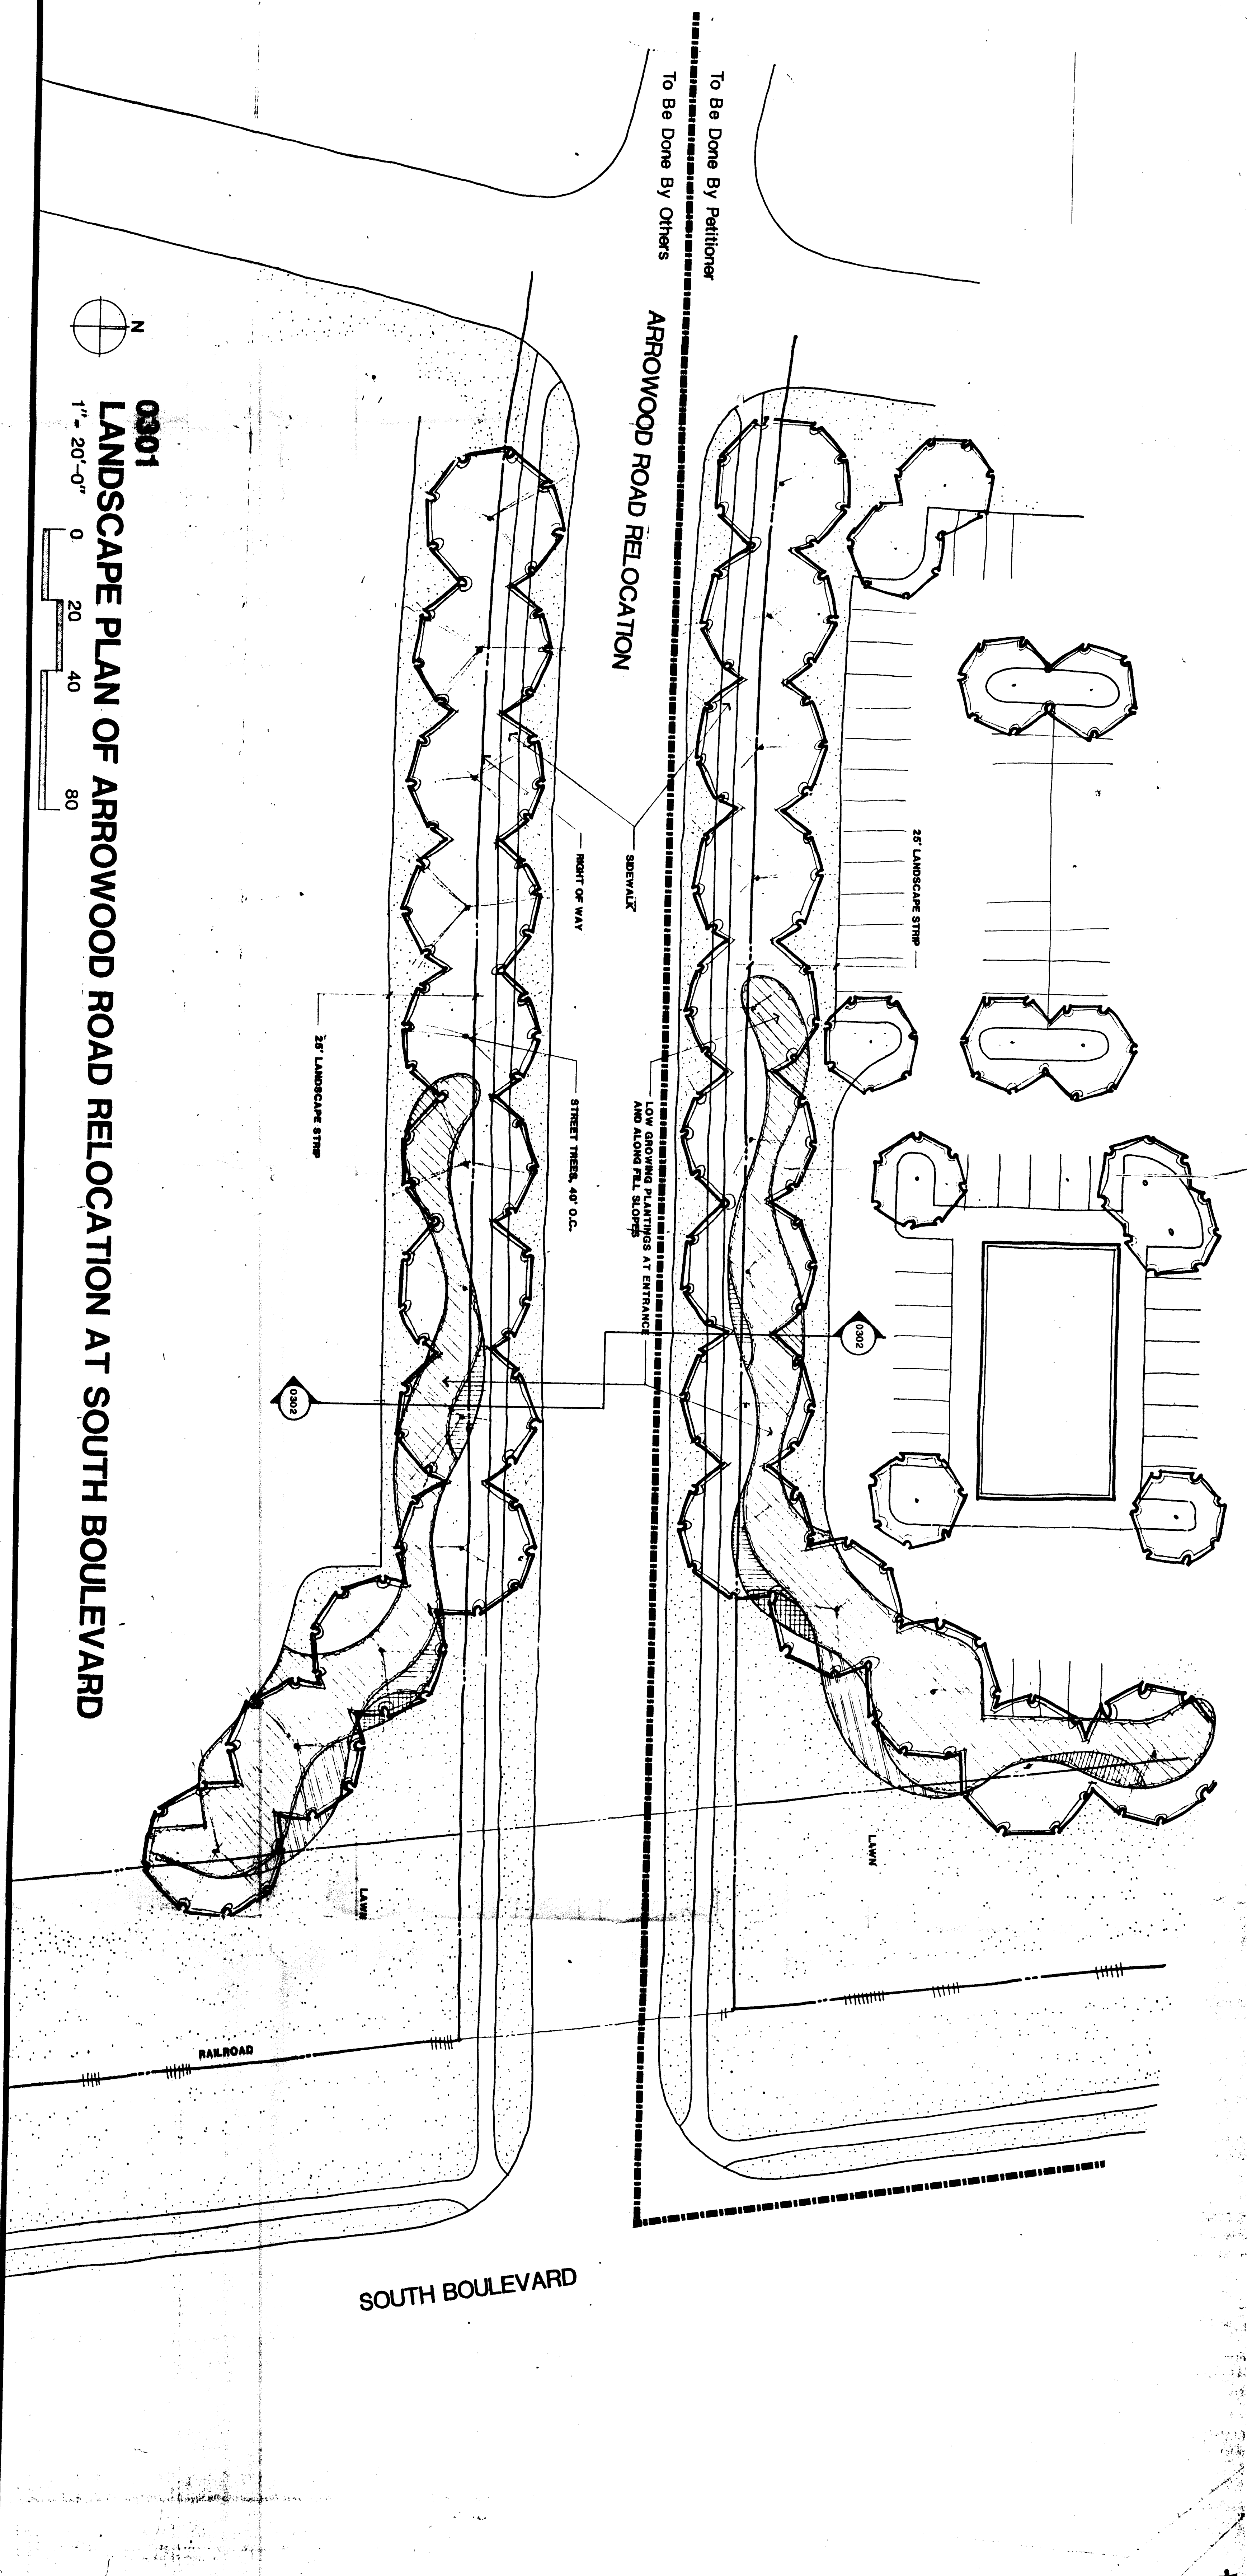 To Be Done By Petitioner
To Be Done By Others
ARROWOOD ROAD RELOCATION
25' LANDSCAPE STRIP
SIDEWALK
RIGHT OF WAY
LOW GROWING PLANTINGS AT ENTRANCE
AND ALONG FILL SLOPES
STREET TREES, 40' O.C.
25' LANDSCAPE STRIP
0302
0302
LAWN
LAWN
RAILROAD
SOUTH BOULEVARD
N
0301
LANDSCAPE PLAN OF ARROWOOD ROAD RELOCATION AT SOUTH BOULEVARD
1"- 20'-0"
0 20 40 80